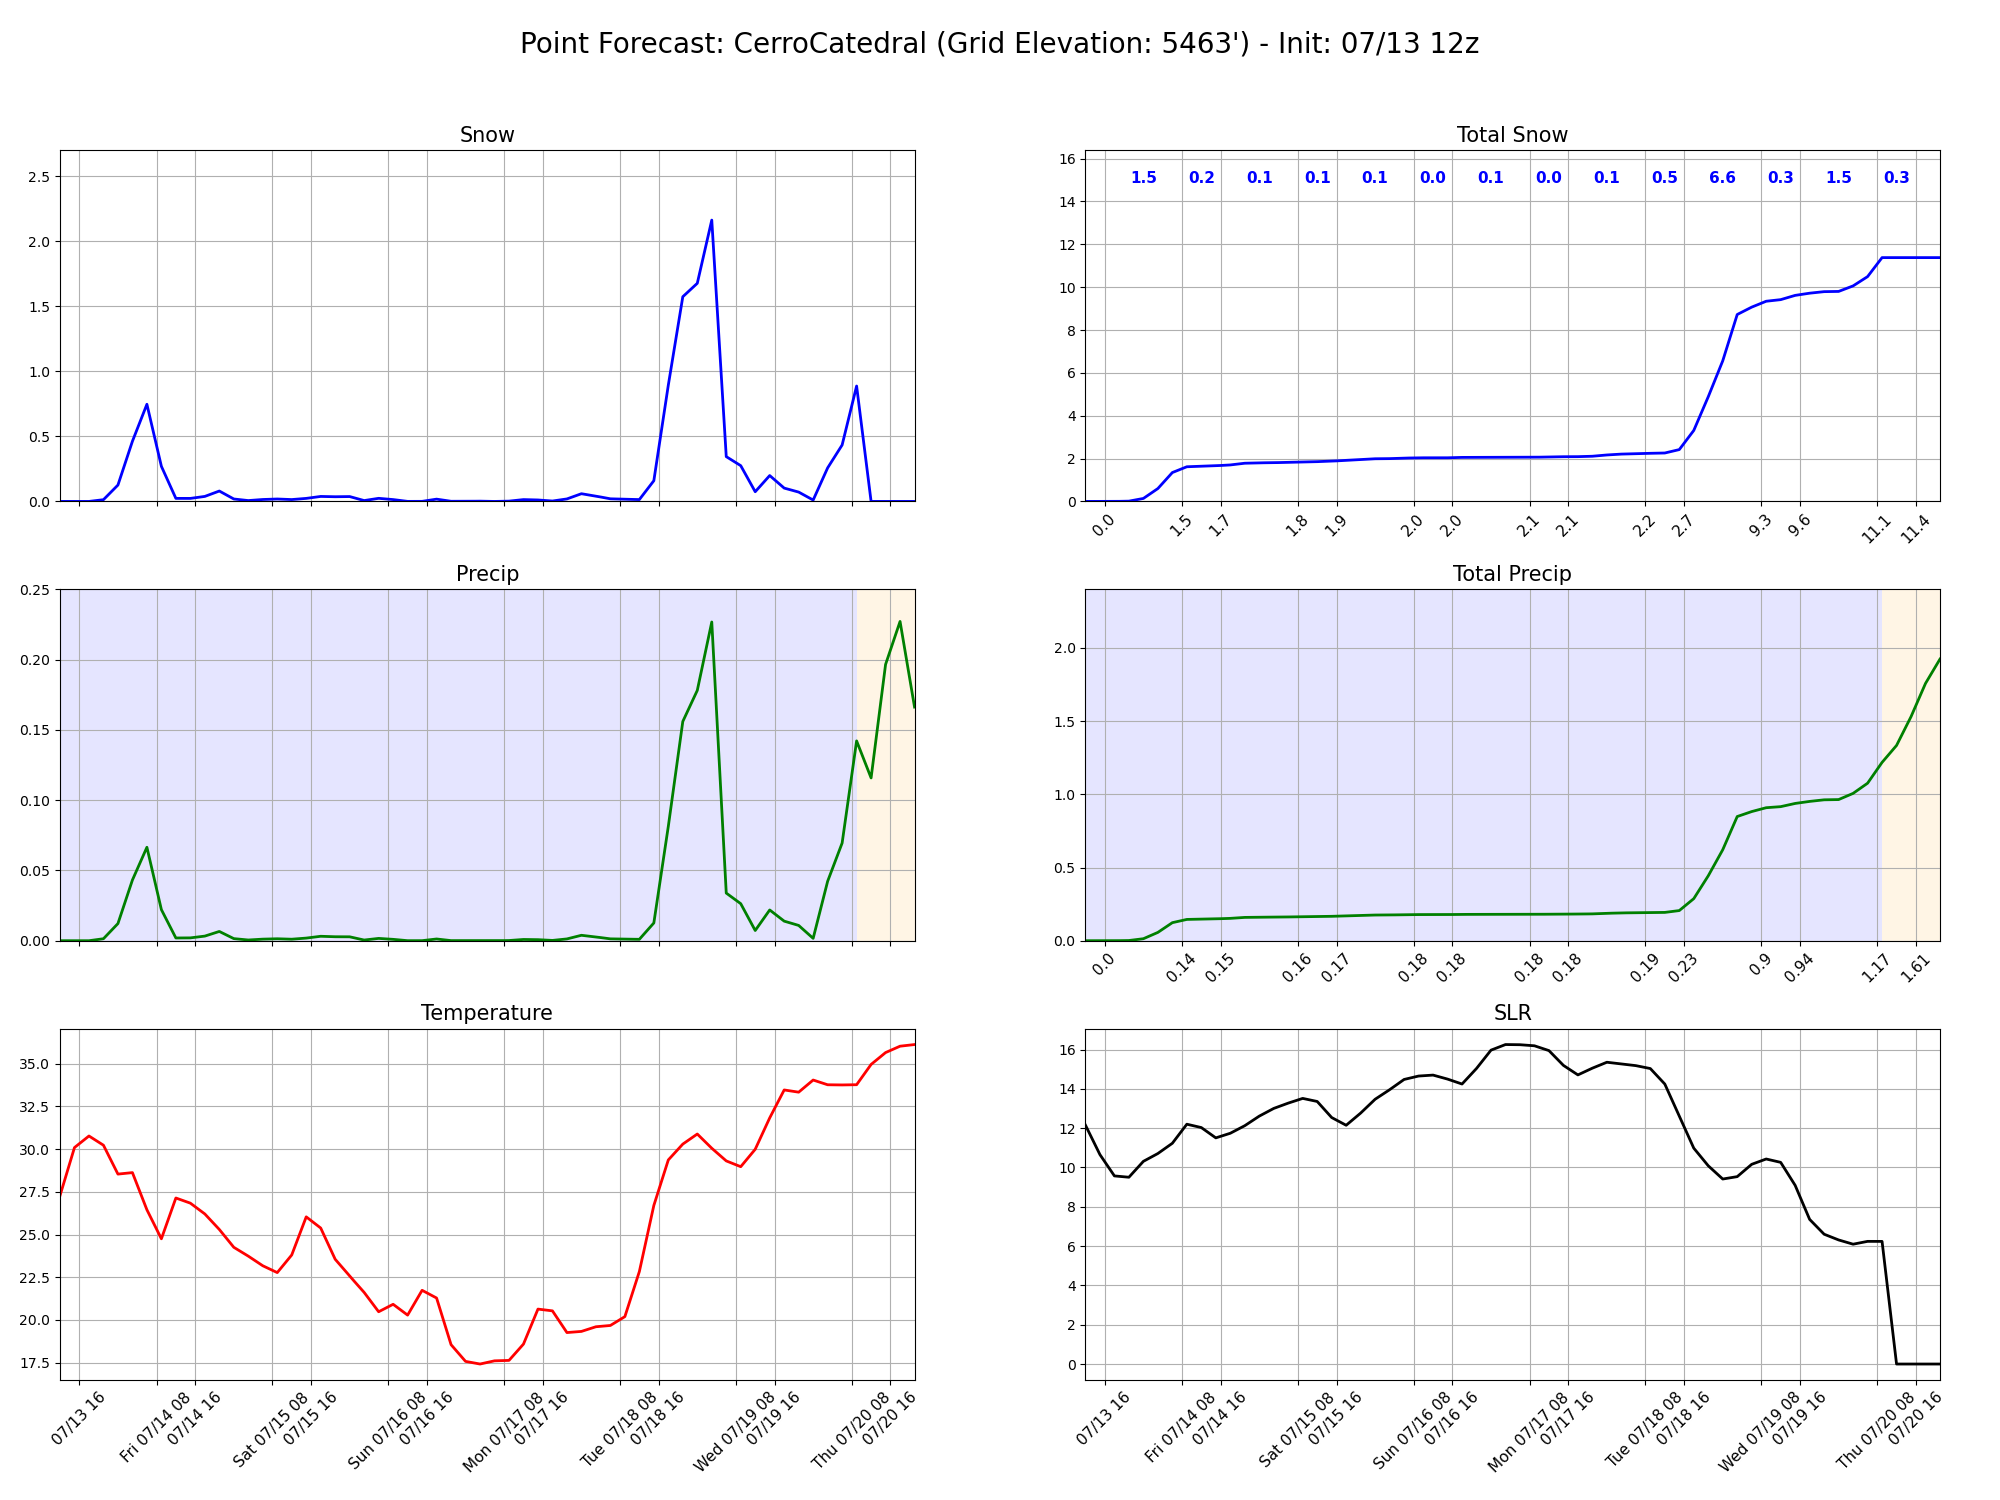 Point Forecast: CerroCatedral (Grid Elevation: 5463') - Init: 07/13 12z
Snow
2.5
2.0
1.5
1.0
0.5
0.0
Total Snow
16
14
12
10
8
6
4
2
0
1.5 0.2 0.1 0.1 0.1 0.0 0.1 0.0 0.1 0.5 6.6 0.3 1.5 0.3
0.0 1.5 1.7 1.8 1.9 2.0 2.0 2.1 2.1 2.2 2.7 9.3 9.6 11.1 11.4
Precip
0.25
0.20
0.15
0.10
0.05
0.00
Total Precip
2.0
1.5
1.0
0.5
0.0
0.0 0.14 0.15 0.16 0.17 0.18 0.18 0.18 0.18 0.19 0.23 0.9 0.94 1.17 1.61
Temperature
35.0
32.5
30.0
27.5
25.0
22.5
20.0
17.5
07/13 16
Fri 07/14 08
07/14 16
Sat 07/15 08
07/15 16
Sun 07/16 08
07/16 16
Mon 07/17 08
07/17 16
Tue 07/18 08
07/18 16
Wed 07/19 08
07/19 16
Thu 07/20 08
07/20 16
SLR
16
14
12
10
8
6
4
2
0
07/13 16
Fri 07/14 08
07/14 16
Sat 07/15 08
07/15 16
Sun 07/16 08
07/16 16
Mon 07/17 08
07/17 16
Tue 07/18 08
07/18 16
Wed 07/19 08
07/19 16
Thu 07/20 08
07/20 16